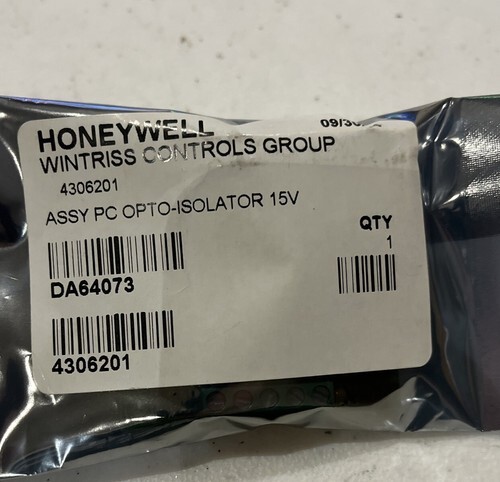 HONEYWELL
WINTRISS CONTROLS GROUP
4306201
ASSY PC OPTO-ISOLATOR 15V
QTY
1
DA64073
4306201